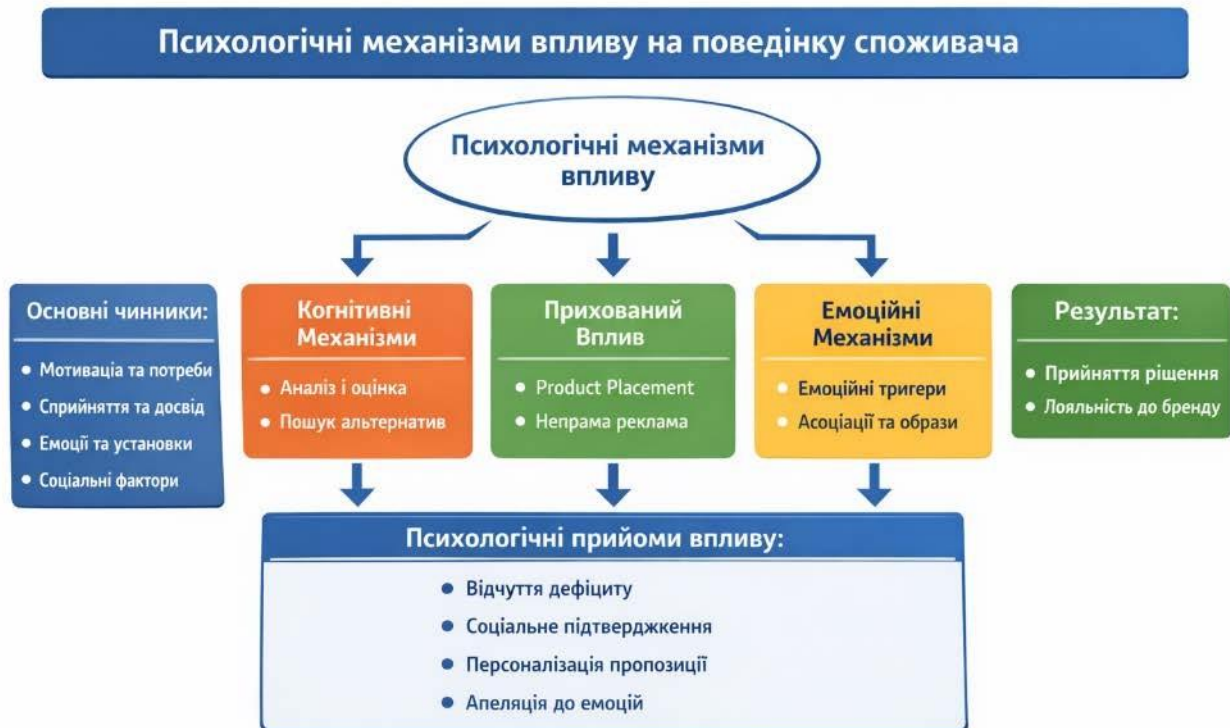 Психологічні механізми впливу на поведінку споживача
Психологічні механізми
впливу
Основні чинники:
• Мотивація та потреби
• Сприйняття та досвід
• Емоції та установки
• Соціальні фактори
Когнітивні
Механізми
• Аналіз і оцінка
• Пошук альтернатив
Прихований
Вплив
• Product Placement
• Непряма реклама
Емоційні
Механізми
• Емоційні тригери
• Асоціації та образи
Результат:
• Прийняття рішення
• Лояльність до бренду
Психологічні прийоми впливу:
• Відчуття дефіциту
• Соціальне підтвердження
• Персоналізація пропозиції
• Апеляція до емоцій